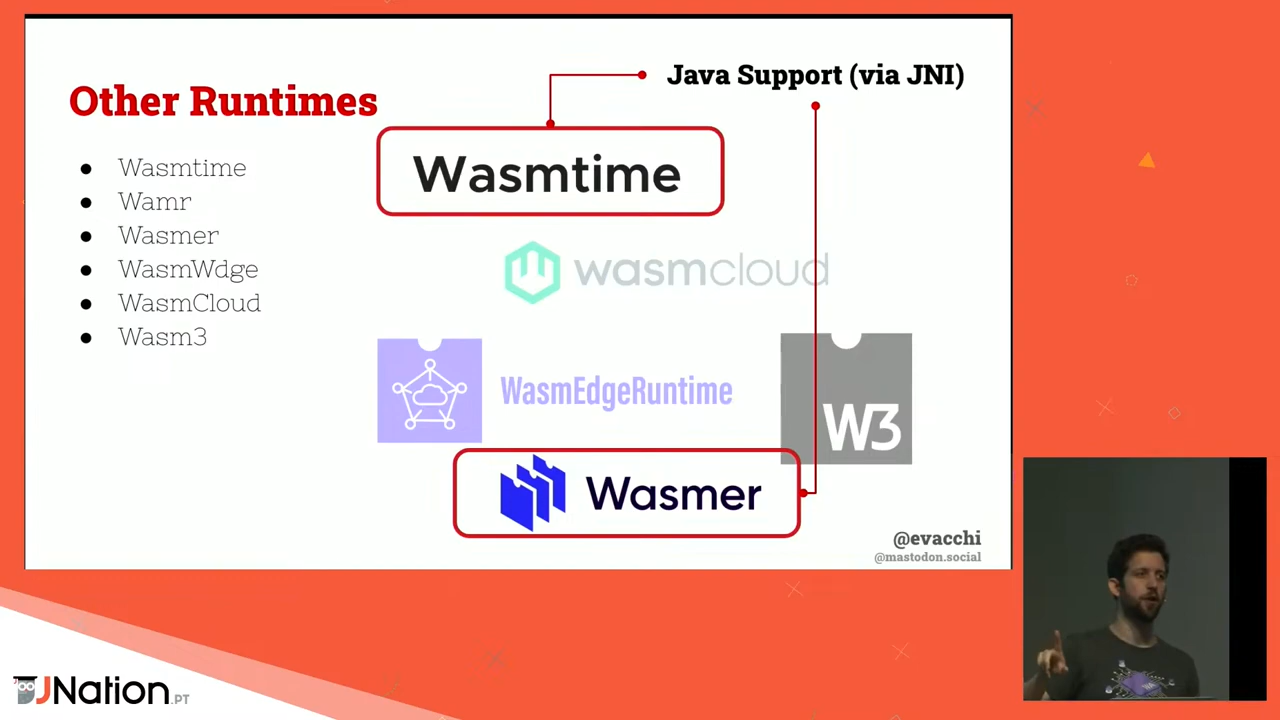 Other Runtimes
Java Support (via JNI)
Wasmtime
Wamr
Wasmer
WasmWdge
WasmCloud
Wasm3
Wasmtime
wasmcloud
WasmEdgeRuntime
W3
Wasmer
@evacchi
@mastodon.social
JNation.PT